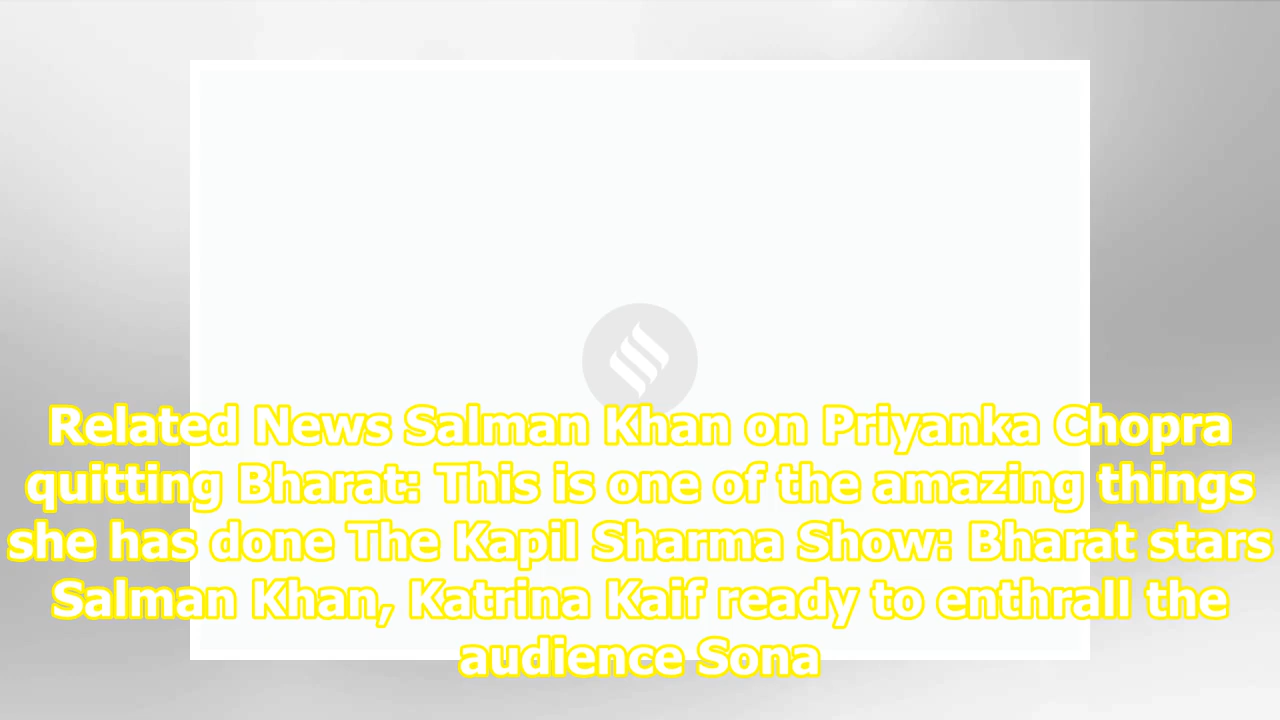 Related News Salman Khan on Priyanka Chopra
quitting Bharat: This is one of the amazing things
she has done The Kapil Sharma Show: Bharat stars
Salman Khan, Katrina Kaif ready to enthrall the
audience Sona